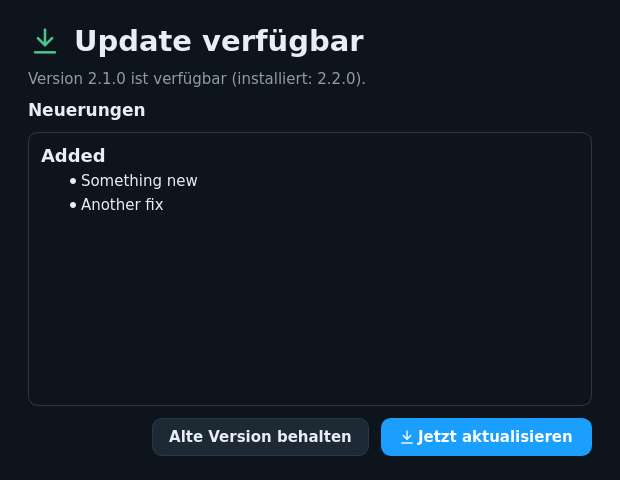 Update verfügbar
Version 2.1.0 ist verfügbar (installiert: 2.2.0).
Neuerungen
Added
• Something new
• Another fix
Alte Version behalten
Jetzt aktualisieren